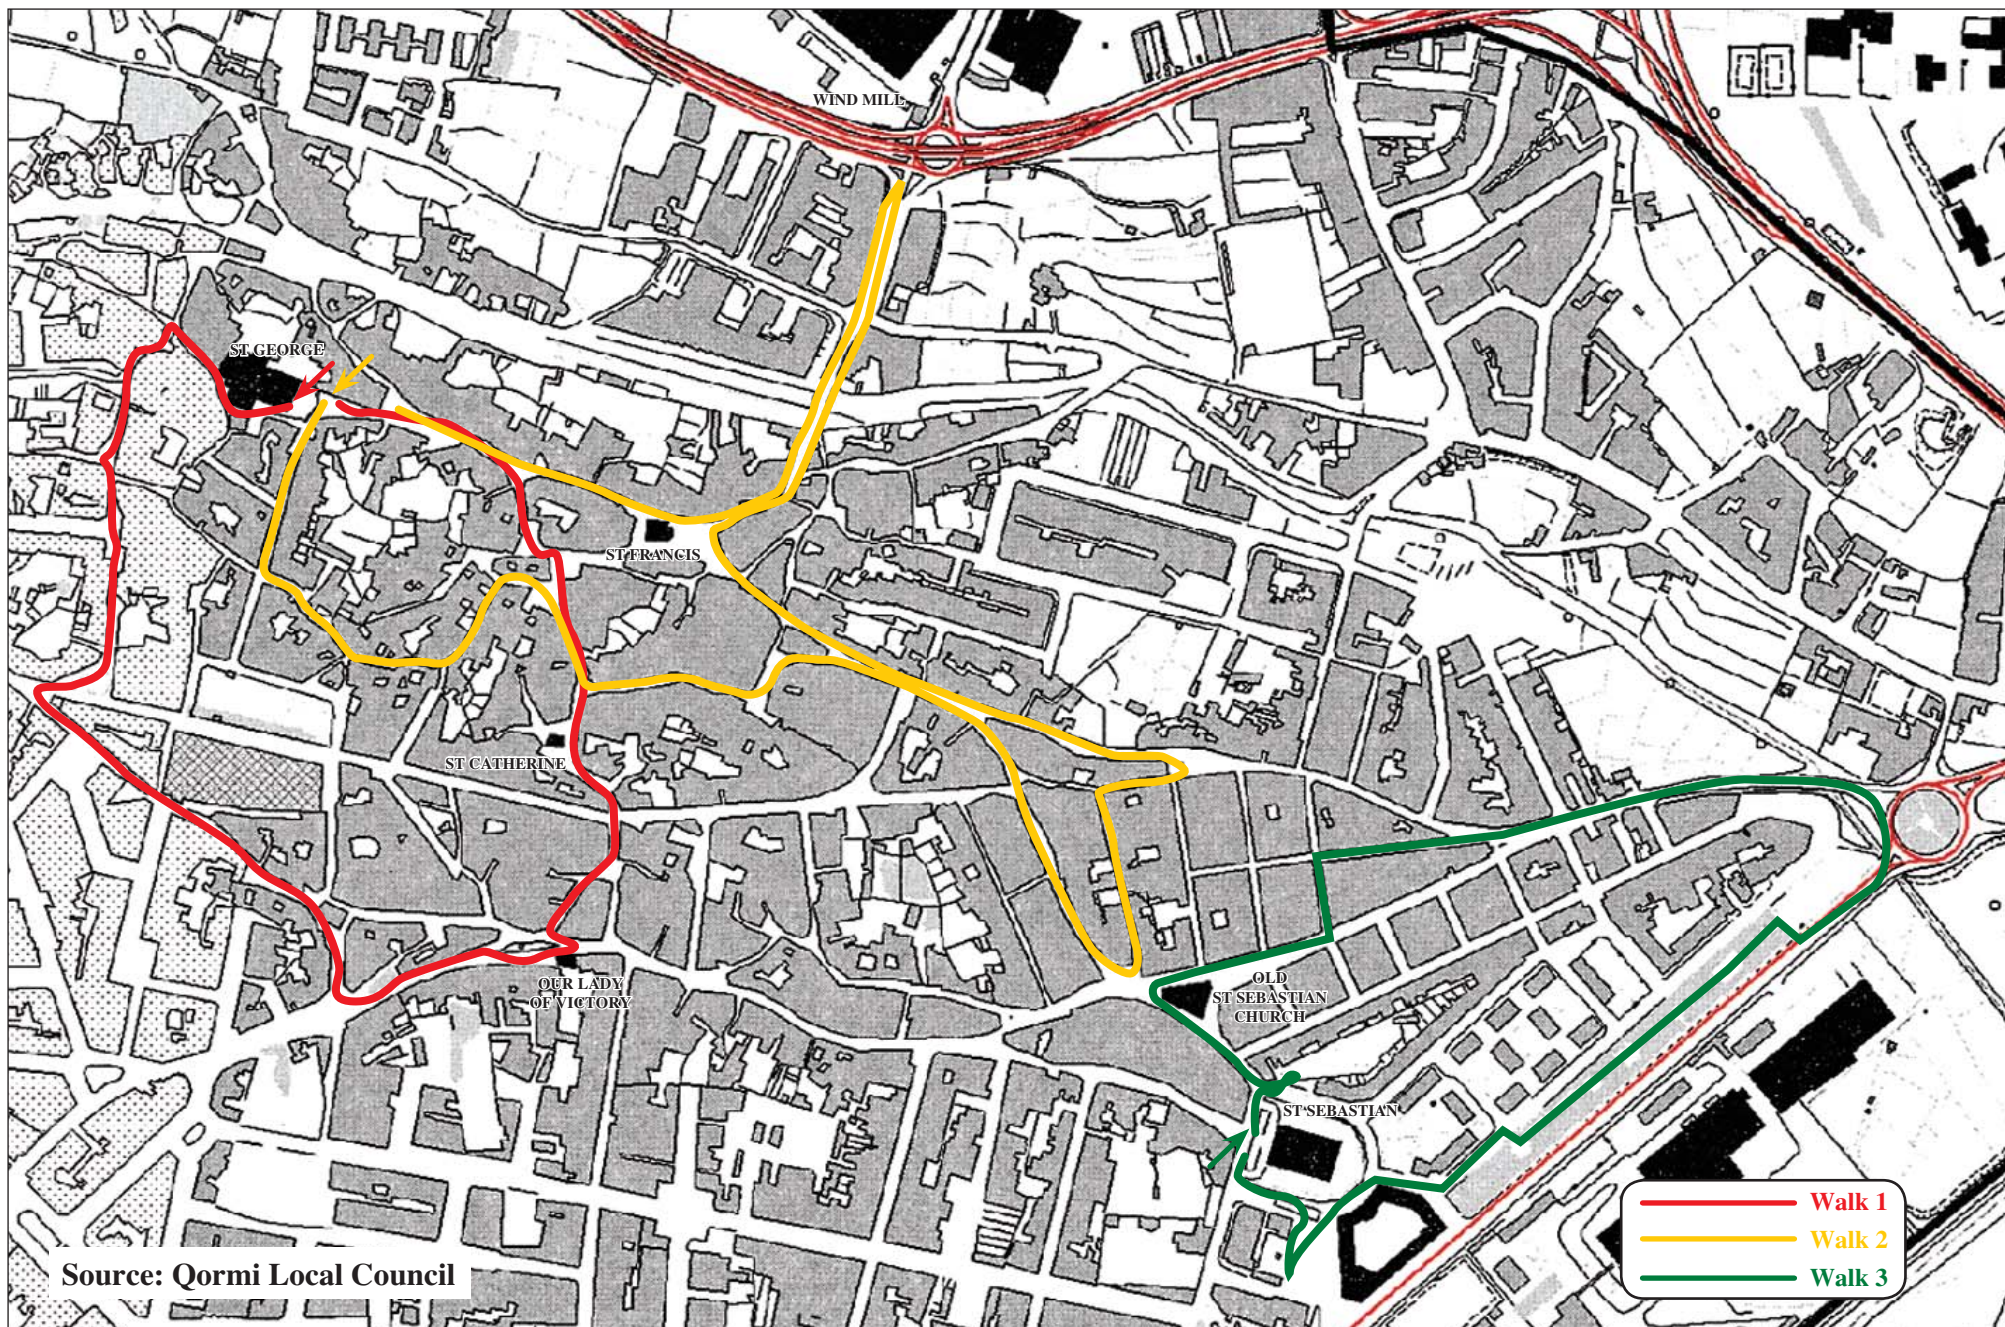 WIND MILL
ST GEORGE
ST FRANCIS
ST CATHERINE
OUR LADY
OF VICTORY
OLD
ST SEBASTIAN
CHURCH
ST SEBASTIAN
Walk 1
Walk 2
Walk 3
Source: Qormi Local Council